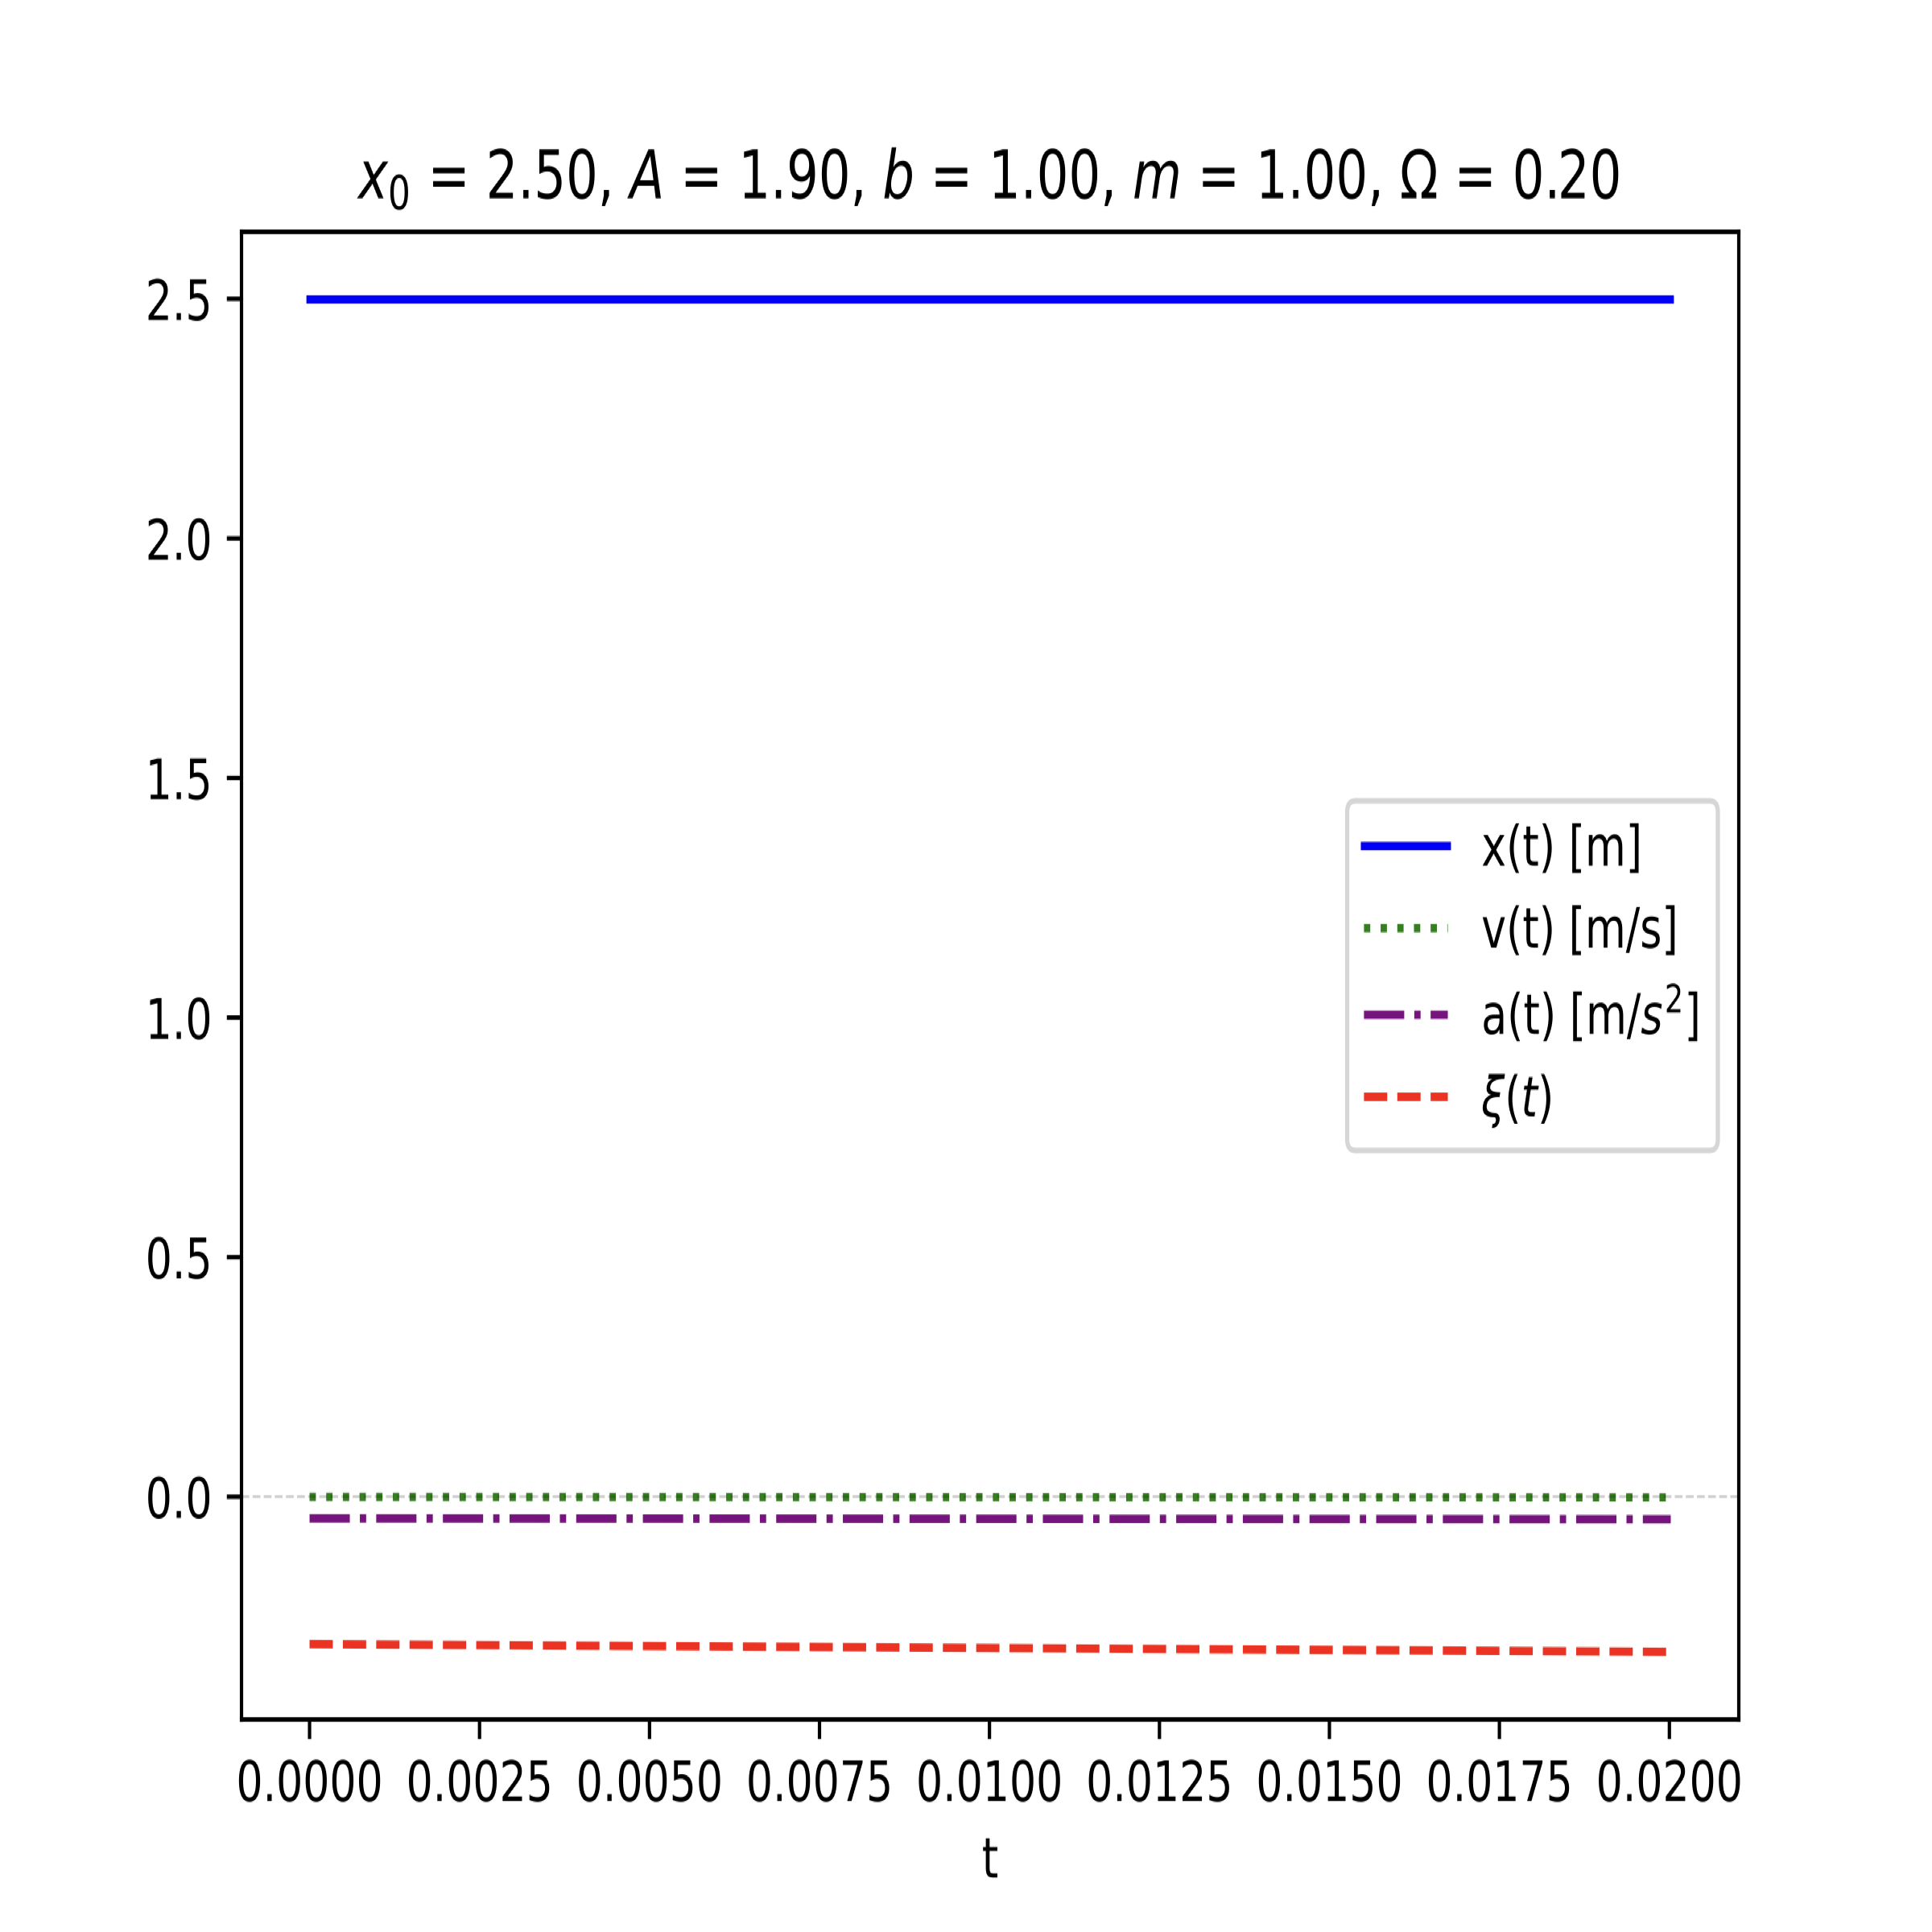 x₀ = 2.50, A = 1.90, b = 1.00, m = 1.00, Ω = 0.20
2.5
2.0
1.5
1.0
0.5
0.0
x(t) [m]
v(t) [m/s]
a(t) [m/s²]
ξ(t)
0.0000 0.0025 0.0050 0.0075 0.0100 0.0125 0.0150 0.0175 0.0200
t